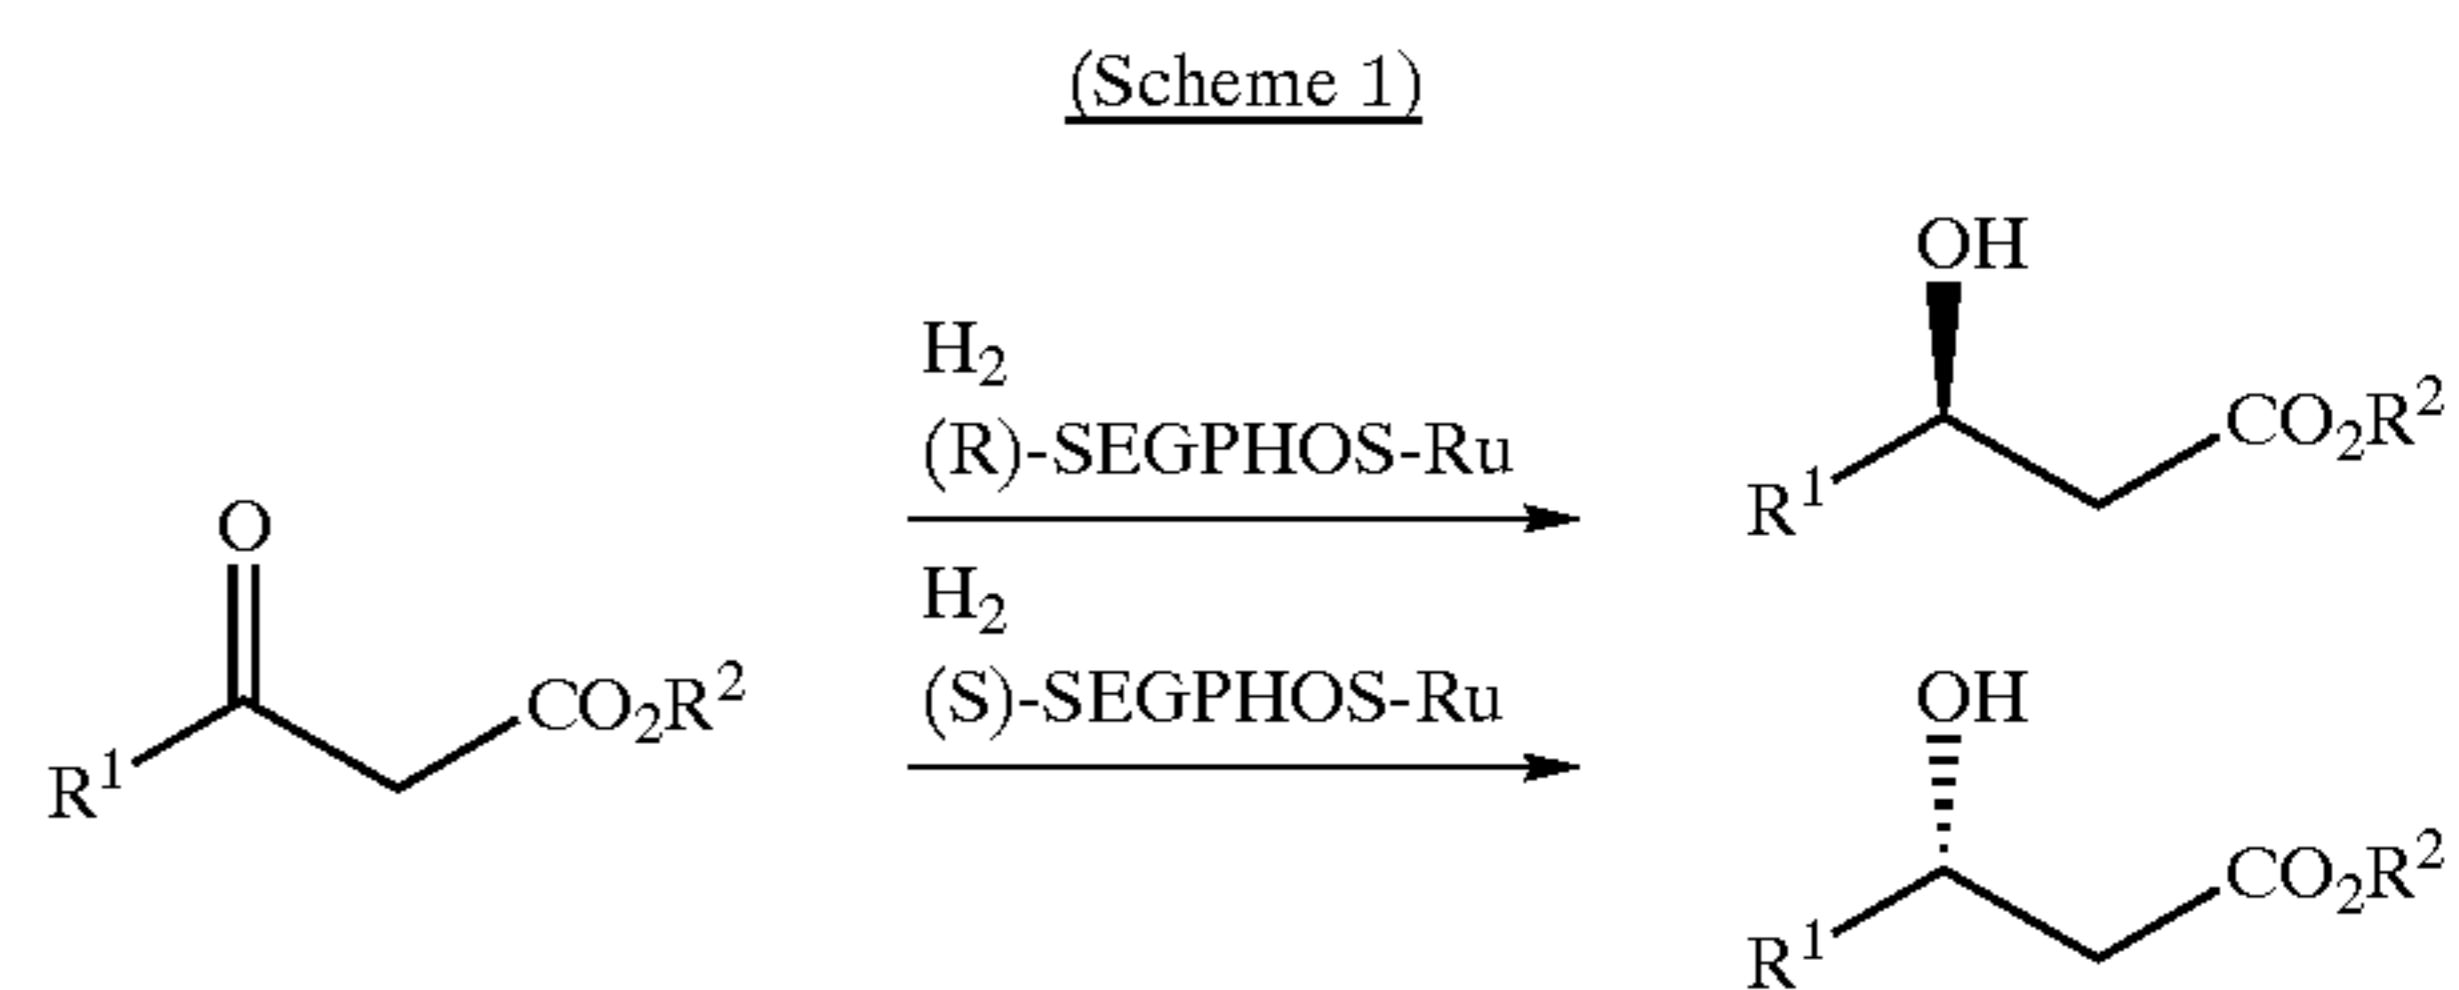 (Scheme 1)
OH
H₂
(R)-SEGPHOS-Ru
CO₂R²
R¹
O
H₂
(S)-SEGPHOS-Ru
OH
CO₂R²
R¹
CO₂R²
R¹